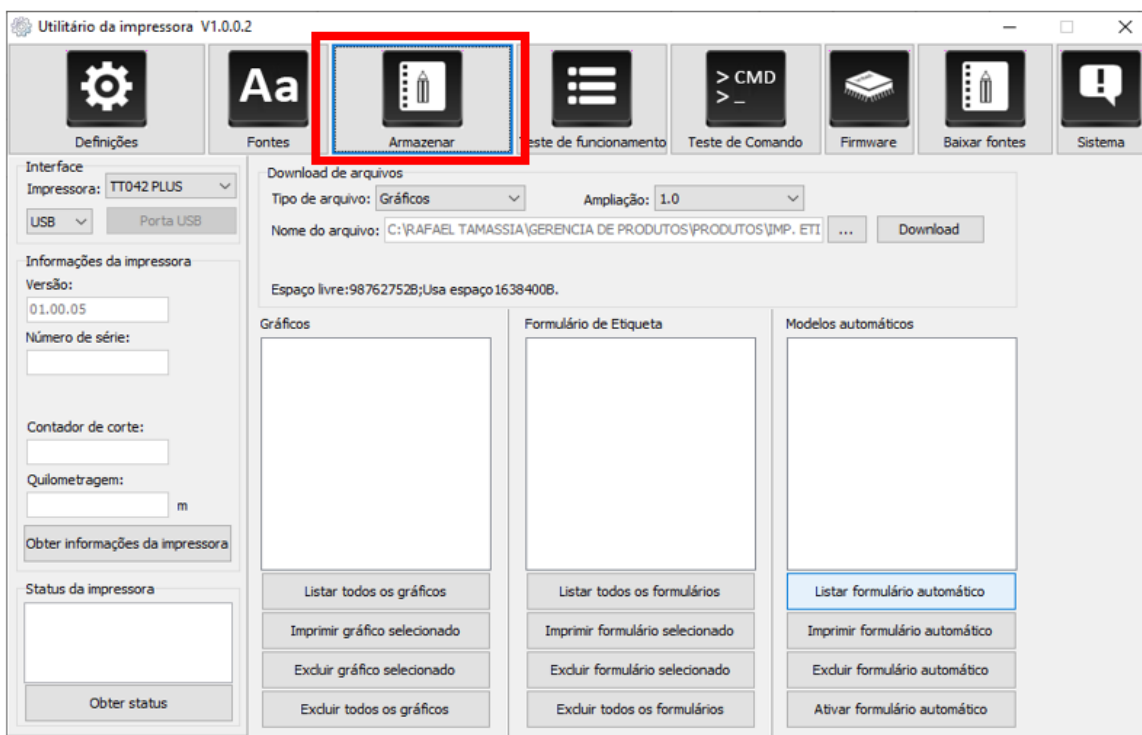 Utilitário da impressora V1.0.0.2
Aa
> CMD
>_
Definições Fontes Armazenar Teste de funcionamento Teste de Comando Firmware Baixar fontes Sistema
Interface
Impressora: TT042 PLUS
USB Porta USB
Informações da impressora
Versão:
01.00.05
Número de série:
Contador de corte:
Quilometragem:
m
Obter informações da impressora
Status da impressora
Obter status
Download de arquivos
Tipo de arquivo: Gráficos Ampliação: 1.0
Nome do arquivo: C:\RAFAEL TAMASSIA\GERENCIA DE PRODUTOS\PRODUTOS\IMP. ETI ... Download
Espaço livre:98762752B;Usa espaço1638400B.
Gráficos
Listar todos os gráficos
Imprimir gráfico selecionado
Excluir gráfico selecionado
Excluir todos os gráficos
Formulário de Etiqueta
Listar todos os formulários
Imprimir formulário selecionado
Excluir formulário selecionado
Excluir todos os formulários
Modelos automáticos
Listar formulário automático
Imprimir formulário automático
Excluir formulário automático
Ativar formulário automático